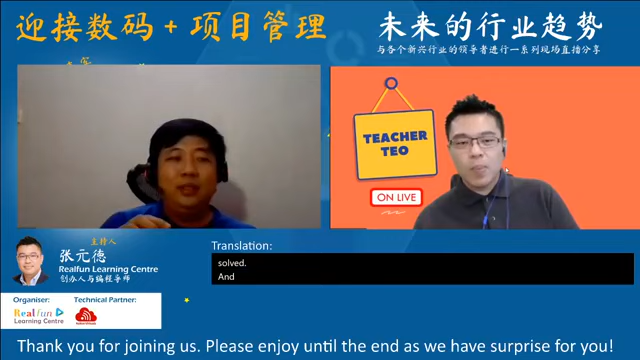 迎接数码 + 项目管理
未来的行业趋势
与各个新兴行业的领导者进行一系列现场直播分享
TEACHER
TEO
ON LIVE
主持人
张元德
Realfun Learning Centre
创办人与编程导师
Translation:
solved.
And
Organiser:
Technical Partner:
Realfun
Learning Centre
Thank you for joining us. Please enjoy until the end as we have surprise for you!